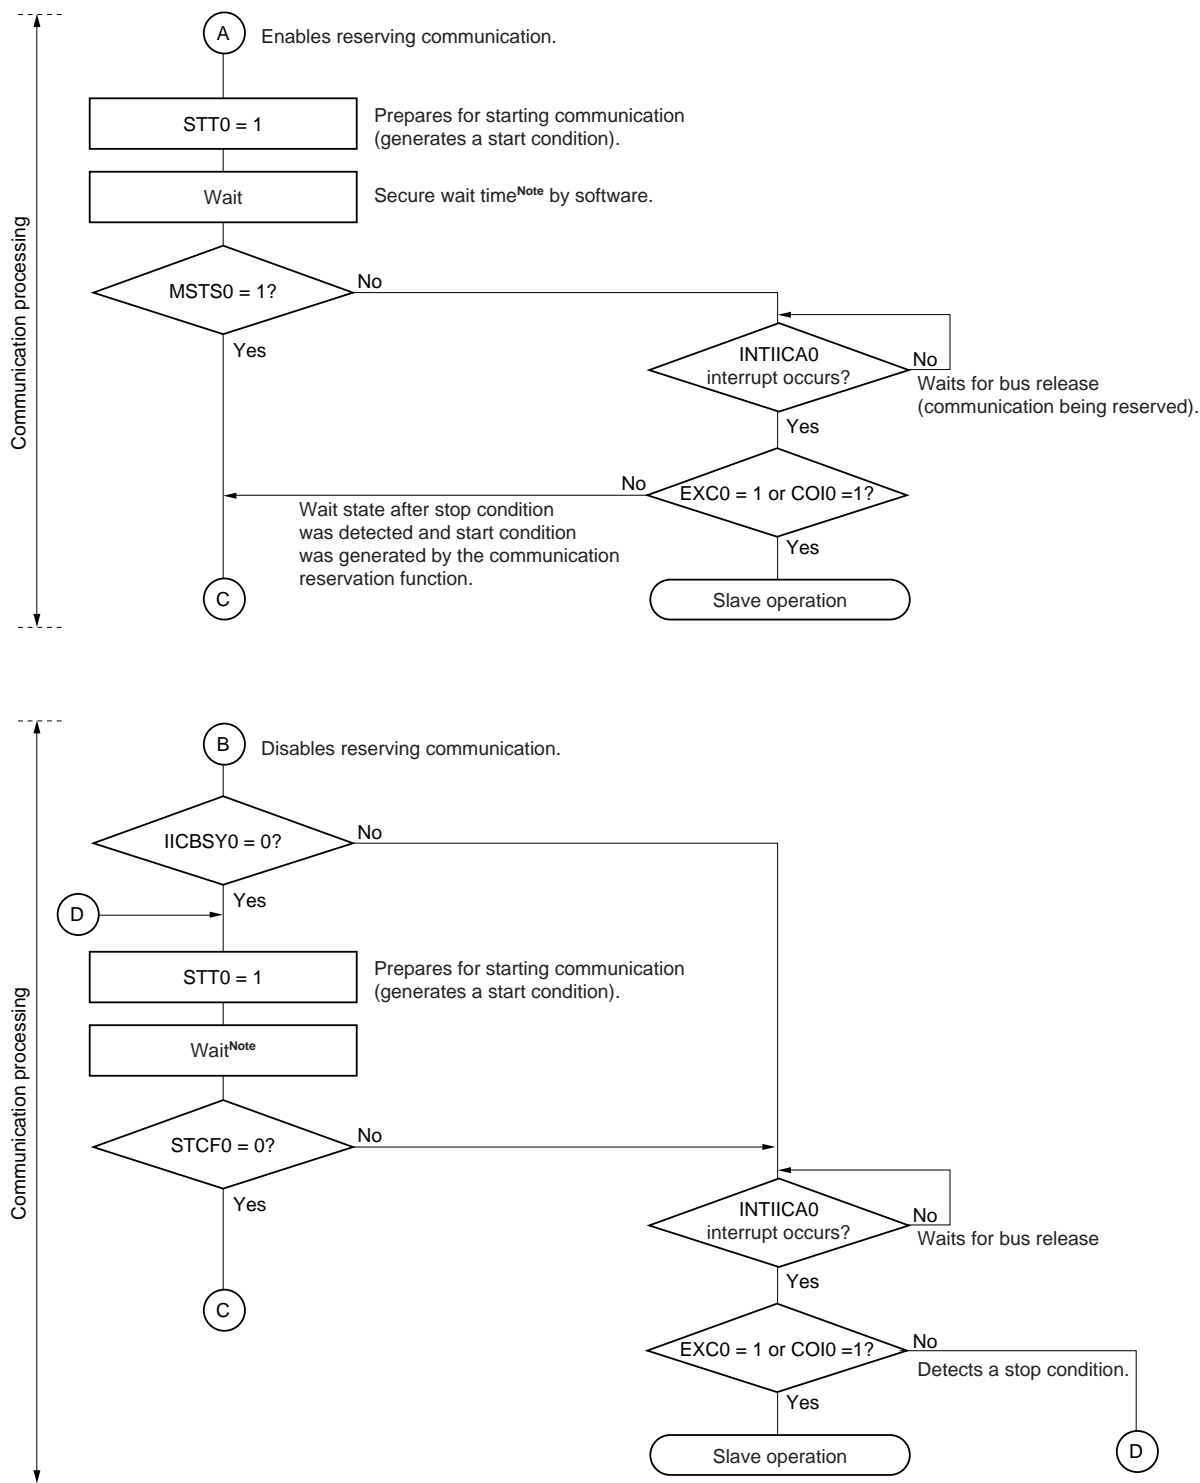 A
Enables reserving communication.
STT0 = 1
Prepares for starting communication
(generates a start condition).
Wait
Secure wait timeNote by software.
MSTS0 = 1?
No
Yes
INTIICA0
interrupt occurs?
No
Waits for bus release
(communication being reserved).
Yes
EXC0 = 1 or COI0 =1?
No
Wait state after stop condition
was detected and start condition
was generated by the communication
reservation function.
Yes
C
Slave operation
Communication processing
B
Disables reserving communication.
IICBSY0 = 0?
No
Yes
D
STT0 = 1
Prepares for starting communication
(generates a start condition).
WaitNote
STCF0 = 0?
No
Yes
INTIICA0
interrupt occurs?
No
Waits for bus release
Yes
C
EXC0 = 1 or COI0 =1?
No
Detects a stop condition.
Yes
Slave operation
D
Communication processing